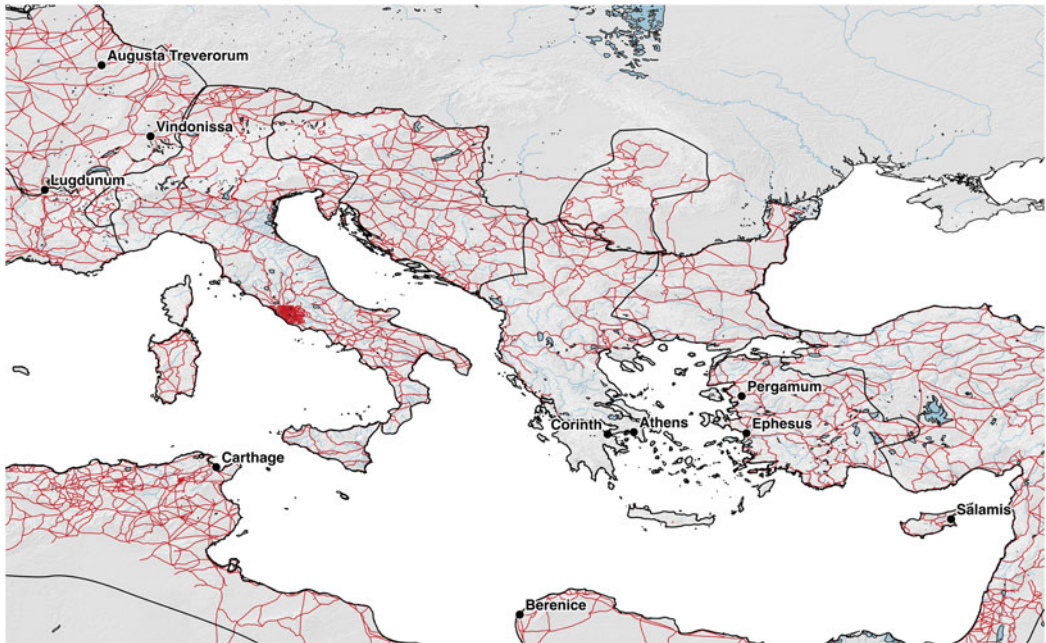 Augusta Treverorum
Vindonissa
Lugdunum
Pergamum
Corinth
Athens
Ephesus
Carthage
Salamis
Berenice